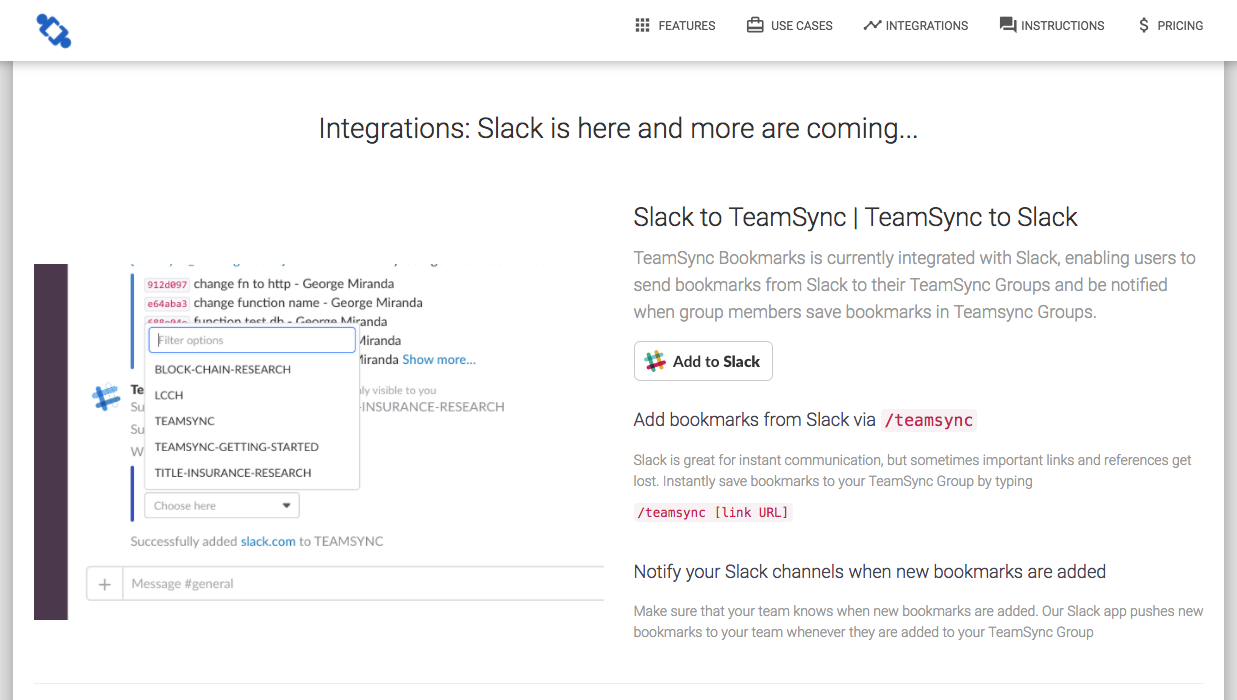 FEATURES
USE CASES
INTEGRATIONS
INSTRUCTIONS
$ PRICING
Integrations: Slack is here and more are coming...
912d097 change fn to http - George Miranda
e64aba3 change function name - George Miranda
function test db - George Miranda
Filter options
Miranda
Miranda Show more...
BLOCK-CHAIN-RESEARCH
LCCH
TEAMSYNC
TEAMSYNC-GETTING-STARTED
TITLE-INSURANCE-RESEARCH
Te
Su
Su
W
ly visible to you
-INSURANCE-RESEARCH
Choose here
Successfully added slack.com to TEAMSYNC
+ Message #general
Slack to TeamSync | TeamSync to Slack
TeamSync Bookmarks is currently integrated with Slack, enabling users to
send bookmarks from Slack to their TeamSync Groups and be notified
when group members save bookmarks in Teamsync Groups.
Add to Slack
Add bookmarks from Slack via /teamsync
Slack is great for instant communication, but sometimes important links and references get
lost. Instantly save bookmarks to your TeamSync Group by typing
/teamsync [link URL]
Notify your Slack channels when new bookmarks are added
Make sure that your team knows when new bookmarks are added. Our Slack app pushes new
bookmarks to your team whenever they are added to your TeamSync Group